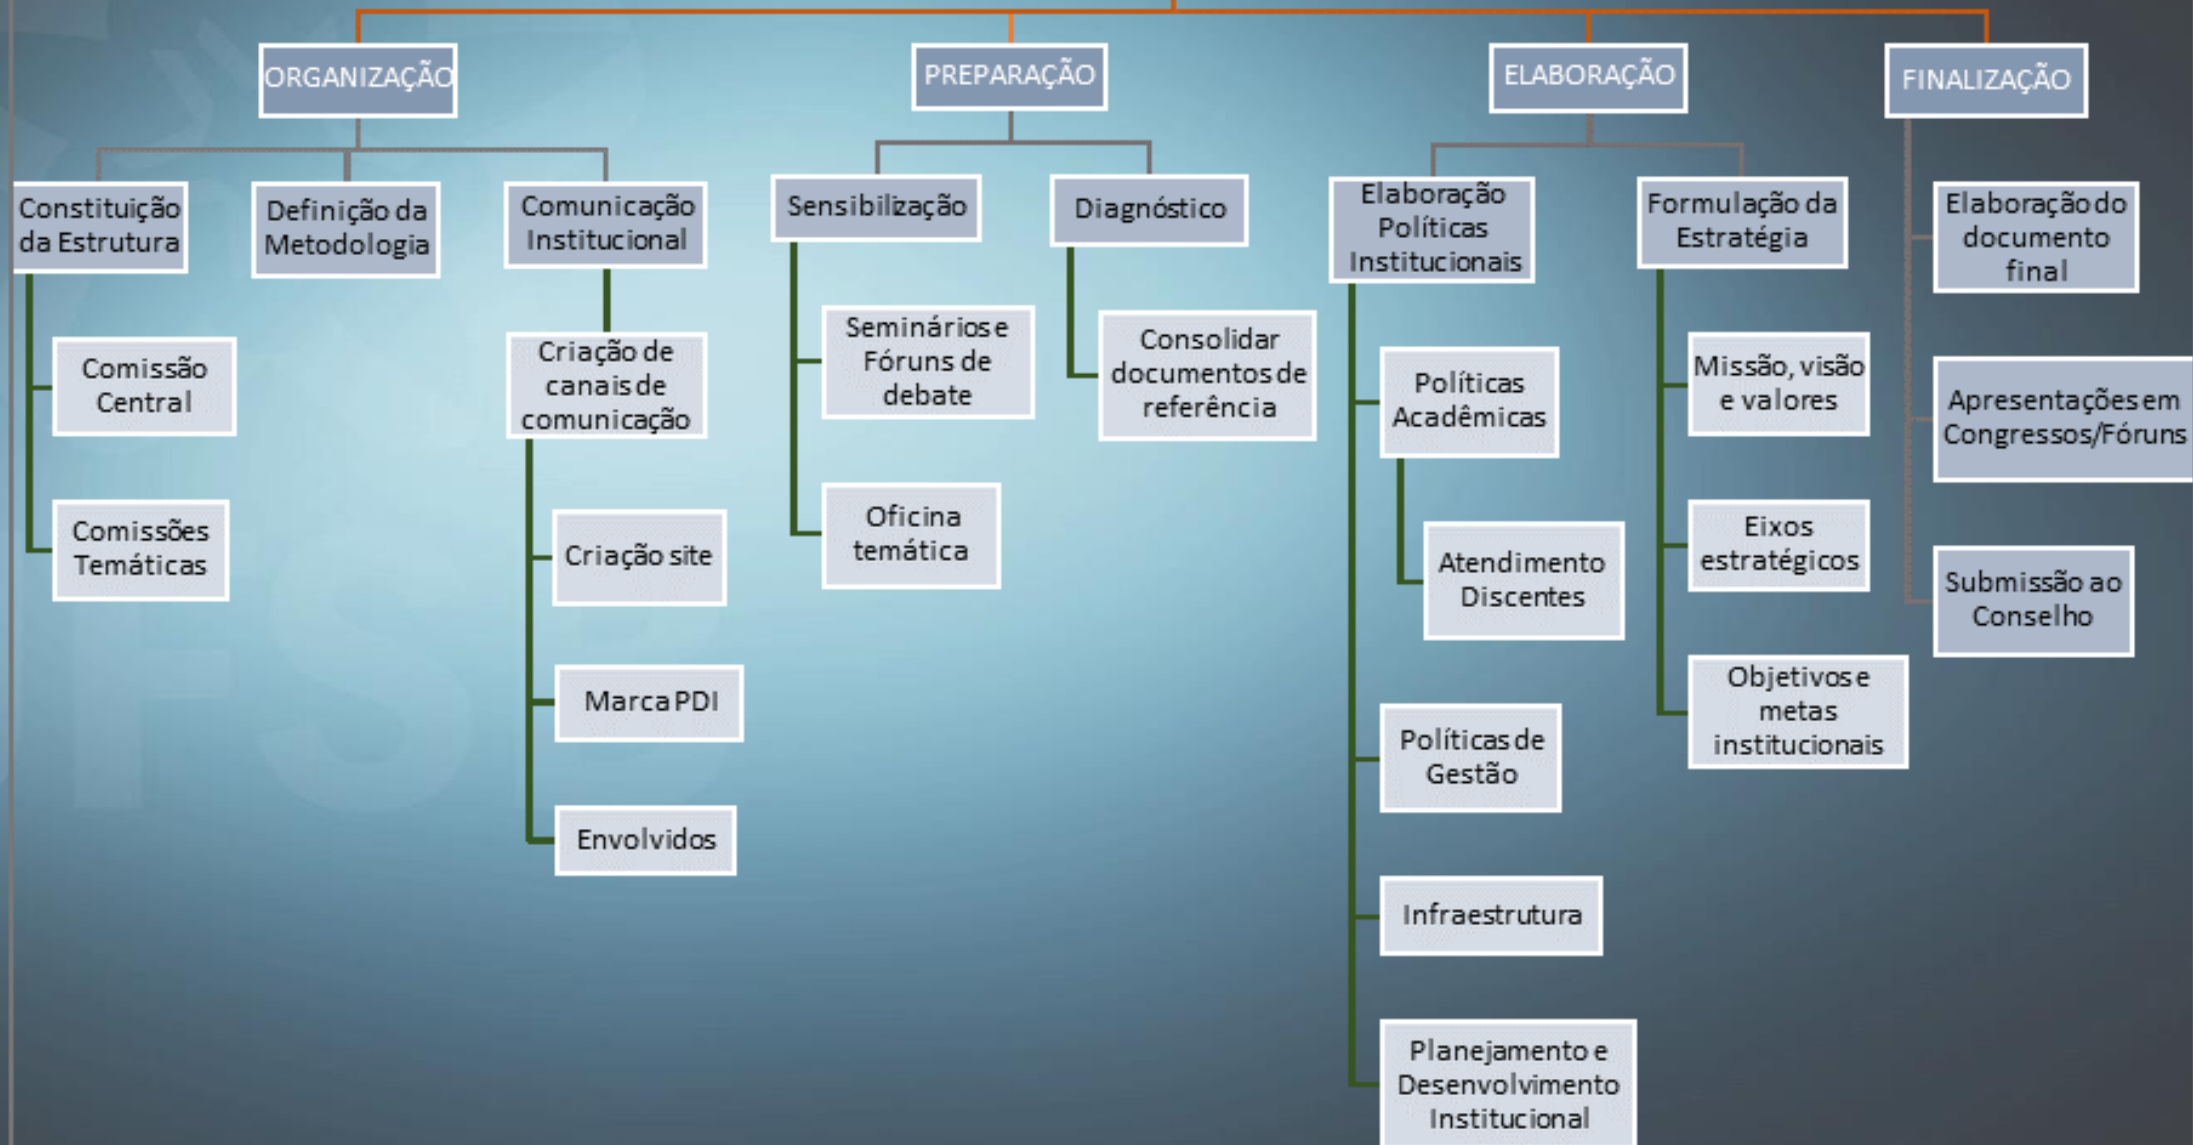 ORGANIZAÇÃO
Constituição
da Estrutura
Comissão
Central
Comissões
Temáticas
Definição da
Metodologia
Comunicação
Institucional
Criação de
canais de
comunicação
Criação site
Marca PDI
Envolvidos
PREPARAÇÃO
Sensibilização
Seminários e
Fóruns de
debate
Oficina
temática
Diagnóstico
Consolidar
documentos de
referência
ELABORAÇÃO
Elaboração
Políticas
Institucionais
Políticas
Acadêmicas
Atendimento
Discentes
Políticas de
Gestão
Infraestrutura
Planejamento e
Desenvolvimento
Institucional
Formulação da
Estratégia
Missão, visão
e valores
Eixos
estratégicos
Objetivos e
metas
institucionais
FINALIZAÇÃO
Elaboração do
documento
final
Apresentações em
Congressos/Fóruns
Submissão ao
Conselho
UFSB